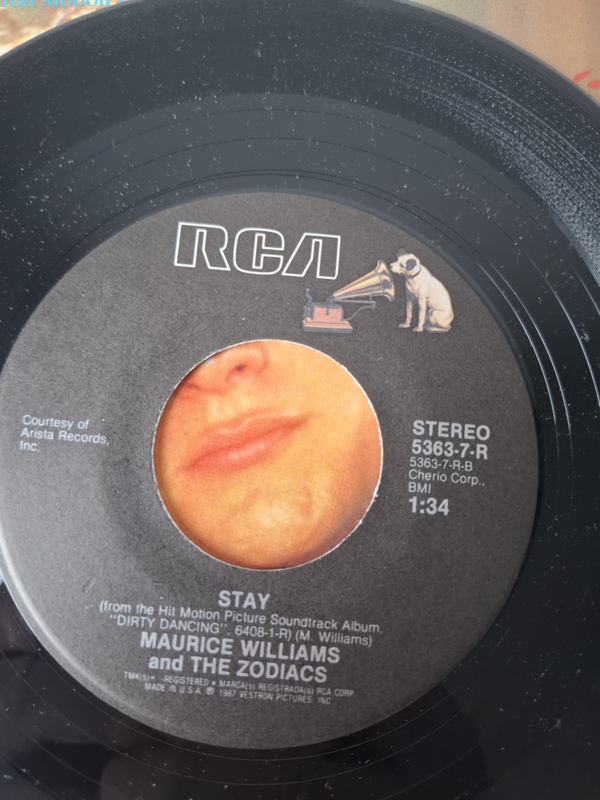 RCA
Courtesy of
Arista Records,
Inc.
STEREO
5363-7-R
5363-7-R-B
Cherio Corp.,
BMI
1:34
STAY
(from the Hit Motion Picture Soundtrack Album,
"DIRTY DANCING", 6408-1-R) (M. Williams)
MAURICE WILLIAMS
and THE ZODIACS
TMK(S) ® REGISTERED • MARCA(s) REGISTRADA(s) RCA CORP.
MADE IN U.S.A. ℗ 1987 VESTRON PICTURES, INC.